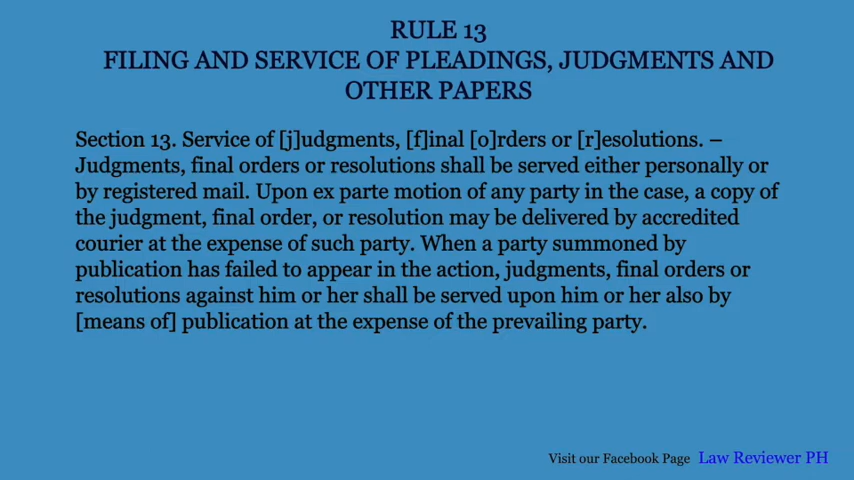 RULE 13
FILING AND SERVICE OF PLEADINGS, JUDGMENTS AND
OTHER PAPERS
Section 13. Service of [j]udgments, [f]inal [o]rders or [r]esolutions. –
Judgments, final orders or resolutions shall be served either personally or
by registered mail. Upon ex parte motion of any party in the case, a copy of
the judgment, final order, or resolution may be delivered by accredited
courier at the expense of such party. When a party summoned by
publication has failed to appear in the action, judgments, final orders or
resolutions against him or her shall be served upon him or her also by
[means of] publication at the expense of the prevailing party.
Visit our Facebook Page Law Reviewer PH